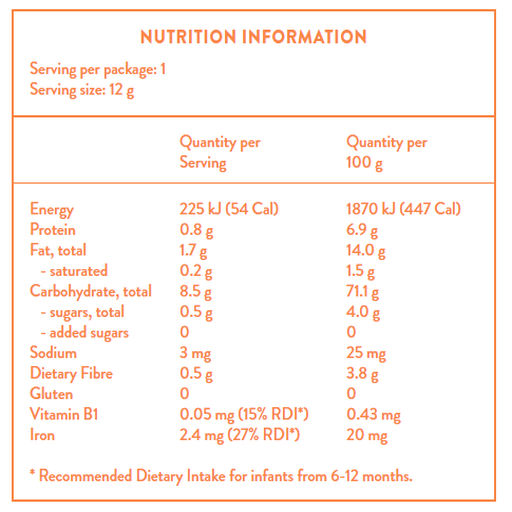 NUTRITION INFORMATION
Serving per package: 1
Serving size: 12 g
Quantity per Serving Quantity per 100 g
Energy 225 kJ (54 Cal) 1870 kJ (447 Cal)
Protein 0.8 g 6.9 g
Fat, total 1.7 g 14.0 g
- saturated 0.2 g 1.5 g
Carbohydrate, total 8.5 g 71.1 g
- sugars, total 0.5 g 4.0 g
- added sugars 0 0
Sodium 3 mg 25 mg
Dietary Fibre 0.5 g 3.8 g
Gluten 0 0
Vitamin B1 0.05 mg (15% RDI*) 0.43 mg
Iron 2.4 mg (27% RDI*) 20 mg
* Recommended Dietary Intake for infants from 6-12 months.